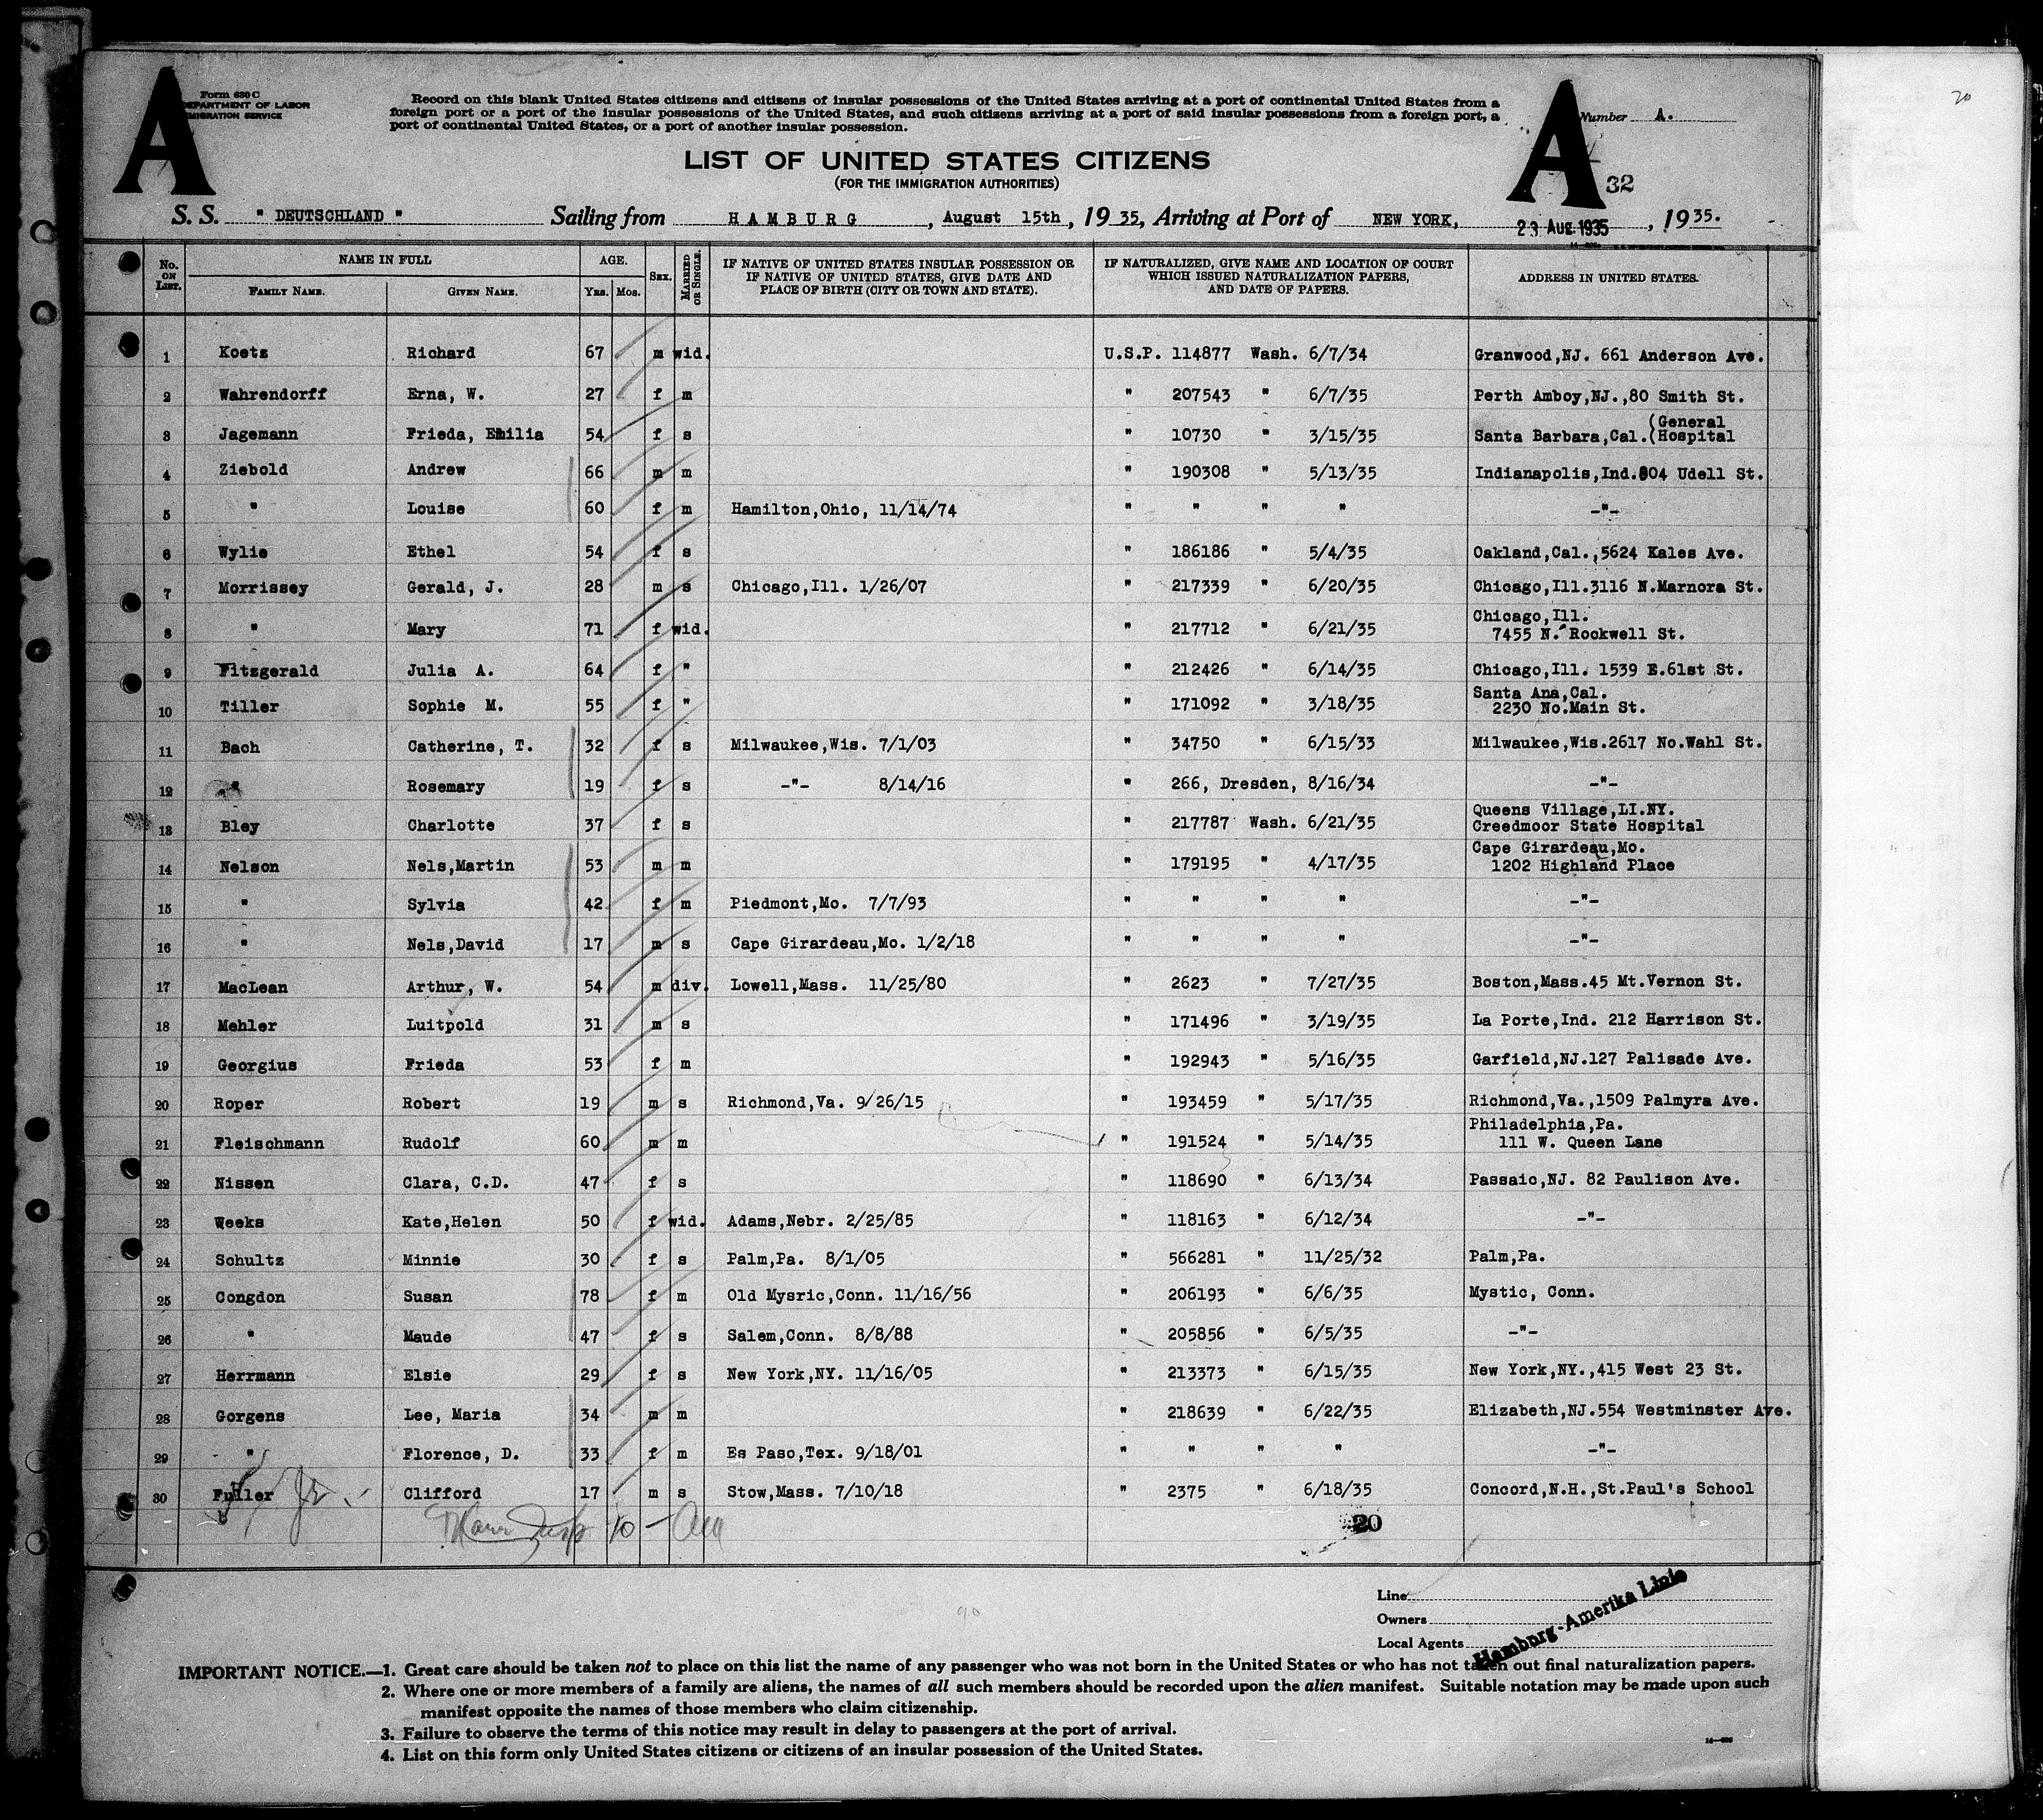 Form 630 C
DEPARTMENT OF LABOR
IMMIGRATION SERVICE
Record on this blank United States citizens and citizens of insular possessions of the United States arriving at a port of continental United States from a
foreign port or a port of the insular possessions of the United States, and such citizens arriving at a port of said insular possessions from a foreign port, a
port of continental United States, or a port of another insular possession.
A
A
Number A.
LIST OF UNITED STATES CITIZENS
(FOR THE IMMIGRATION AUTHORITIES)
32
S. S. " DEUTSCHLAND " Sailing from HAMBURG, August 15th, 1935, Arriving at Port of NEW YORK, 23 Aug 1935, 1935.
No. ON LIST. NAME IN FULL AGE. SEX. MARRIED OR SINGLE. IF NATIVE OF UNITED STATES INSULAR POSSESSION OR IF NATIVE OF UNITED STATES, GIVE DATE AND PLACE OF BIRTH (CITY OR TOWN AND STATE). IF NATURALIZED, GIVE NAME AND LOCATION OF COURT WHICH ISSUED NATURALIZATION PAPERS, AND DATE OF PAPERS. ADDRESS IN UNITED STATES.
FAMILY NAME. GIVEN NAME. YRS. MOS.
1 Koetz Richard 67 m wid. U.S.P. 114877 Wash. 6/7/34 Granwood,NJ. 661 Anderson Ave.
2 Wahrendorff Erna, W. 27 f m " 207543 " 6/7/35 Perth Amboy,NJ.,80 Smith St.
3 Jagemann Frieda, Emilia 54 f s " 10730 " 3/15/35 Santa Barbara,Cal.(General Hospital
4 Ziebold Andrew 66 m m " 190308 " 5/13/35 Indianapolis,Ind.804 Udell St.
5 " Louise 60 f m Hamilton,Ohio, 11/14/74 " " " " -"-
6 Wylie Ethel 54 f s " 186186 " 5/4/35 Oakland,Cal.,5624 Kales Ave.
7 Morrissey Gerald, J. 28 m s Chicago,Ill. 1/26/07 " 217339 " 6/20/35 Chicago,Ill.3116 N.Marnora St.
8 " Mary 71 f wid. " 217712 " 6/21/35 Chicago,Ill. 7455 N. Rockwell St.
9 Fitzgerald Julia A. 64 f " " 212426 " 6/14/35 Chicago,Ill. 1539 E.61st St.
10 Tiller Sophie M. 55 f " " 171092 " 3/18/35 Santa Ana,Cal. 2230 No.Main St.
11 Bach Catherine, T. 32 f s Milwaukee,Wis. 7/1/03 " 34750 " 6/15/33 Milwaukee,Wis.2617 No.Wahl St.
12 " Rosemary 19 f s -"- 8/14/16 " 266, Dresden, 8/16/34 -"-
13 Bley Charlotte 37 f s " 217787 Wash. 6/21/35 Queens Village,LI.NY. Creedmoor State Hospital
14 Nelson Nels,Martin 53 m m " 179195 " 4/17/35 Cape Girardeau,Mo. 1202 Highland Place
15 " Sylvia 42 f m Piedmont,Mo. 7/7/93 " " " " -"-
16 " Nels,David 17 m s Cape Girardeau,Mo. 1/2/18 " " " " -"-
17 MacLean Arthur, W. 54 m div. Lowell,Mass. 11/25/80 " 2623 " 7/27/35 Boston,Mass.45 Mt.Vernon St.
18 Mehler Luitpold 31 m s " 171496 " 3/19/35 La Porte,Ind. 212 Harrison St.
19 Georgius Frieda 53 f m " 192943 " 5/16/35 Garfield,NJ.127 Palisade Ave.
20 Roper Robert 19 m s Richmond,Va. 9/26/15 " 193459 " 5/17/35 Richmond,Va.,1509 Palmyra Ave.
21 Fleischmann Rudolf 60 m m " 191524 " 5/14/35 Philadelphia,Pa. 111 W. Queen Lane
22 Nissen Clara, C.D. 47 f s " 118690 " 6/13/34 Passaic,NJ. 82 Paulison Ave.
23 Weeks Kate,Helen 50 f wid. Adams,Nebr. 2/25/85 " 118163 " 6/12/34 -"-
24 Schultz Minnie 30 f s Palm,Pa. 8/1/05 " 566281 " 11/25/32 Palm,Pa.
25 Congdon Susan 78 f m Old Mysric,Conn. 11/16/56 " 206193 " 6/6/35 Mystic, Conn.
26 " Maude 47 f s Salem,Conn. 8/8/88 " 205856 " 6/5/35 -"-
27 Herrmann Elsie 29 f s New York,NY. 11/16/05 " 213373 " 6/15/35 New York,NY.,415 West 23 St.
28 Gorgens Lee, Maria 34 m m " 218639 " 6/22/35 Elizabeth,NJ.554 Westminster Ave.
29 " Florence, D. 33 f m Es Paso,Tex. 9/18/01 " " " " -"-
30 Fuller Clifford 17 m s Stow,Mass. 7/10/18 " 2375 " 6/18/35 Concord,N.H.,St.Paul's School
Jr.
10 -
20
Line
Owners
Local Agents
Hamburg-Amerika Linie
IMPORTANT NOTICE.—1. Great care should be taken not to place on this list the name of any passenger who was not born in the United States or who has not taken out final naturalization papers.
2. Where one or more members of a family are aliens, the names of all such members should be recorded upon the alien manifest. Suitable notation may be made upon such
manifest opposite the names of those members who claim citizenship.
3. Failure to observe the terms of this notice may result in delay to passengers at the port of arrival.
4. List on this form only United States citizens or citizens of an insular possession of the United States.
20